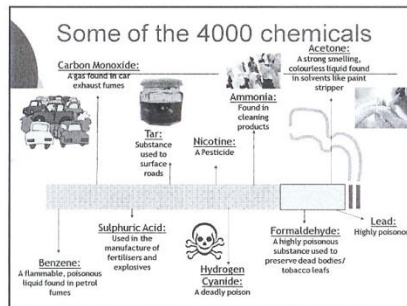 Some of the 4000 chemicals
Carbon Monoxide:
A gas found in car
exhaust fumes
Acetone:
A strong smelling,
colourless liquid found
in solvents like paint
stripper
Ammonia:
Found in
cleaning
products
Tar:
Substance
used to
surface
roads
Nicotine:
A Pesticide
Lead:
Highly poisonor
Sulphuric Acid:
Used in the
manufacture of
fertilisers and
explosives
Formaldehyde:
A highly poisonous
substance used to
preserve dead bodies/
tobacco leafs
Benzene:
A flammable, poisonous
liquid found in petrol
fumes
Hydrogen
Cyanide:
A deadly poison